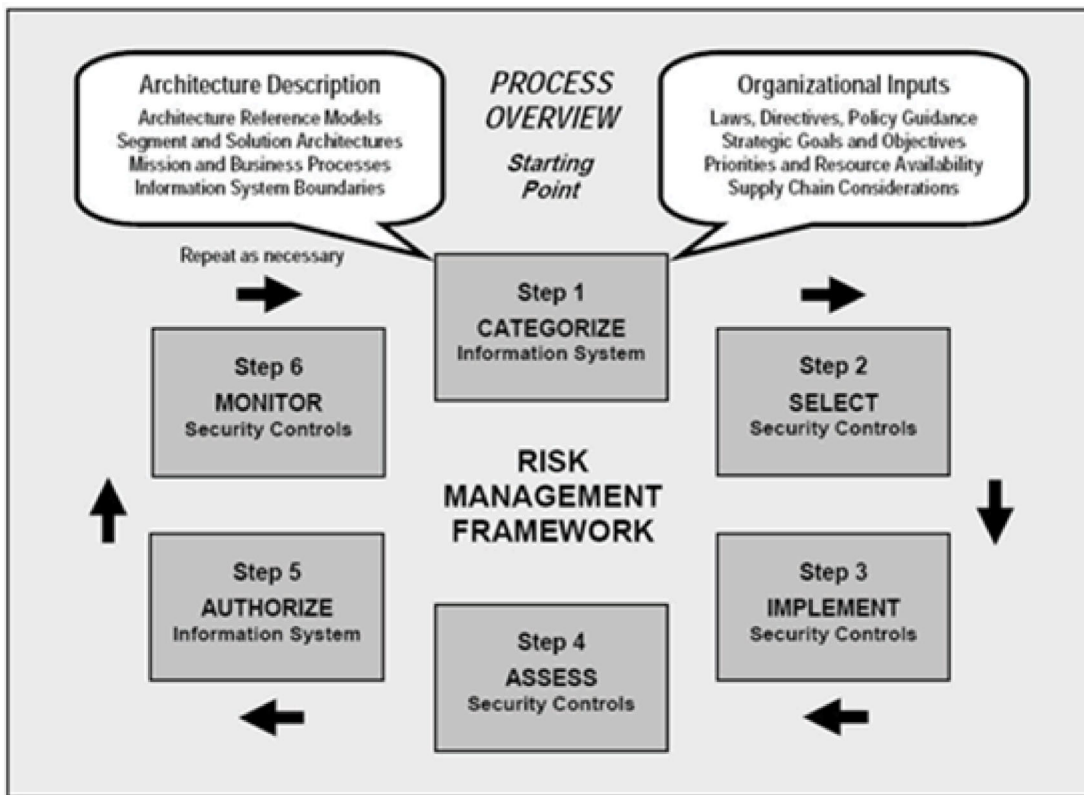 Architecture Description
Architecture Reference Models
Segment and Solution Architectures
Mission and Business Processes
Information System Boundaries
PROCESS
OVERVIEW
Starting
Point
Organizational Inputs
Laws, Directives, Policy Guidance
Strategic Goals and Objectives
Priorities and Resource Availability
Supply Chain Considerations
Repeat as necessary
Step 1
CATEGORIZE
Information System
Step 2
SELECT
Security Controls
Step 3
IMPLEMENT
Security Controls
Step 4
ASSESS
Security Controls
Step 5
AUTHORIZE
Information System
Step 6
MONITOR
Security Controls
RISK
MANAGEMENT
FRAMEWORK